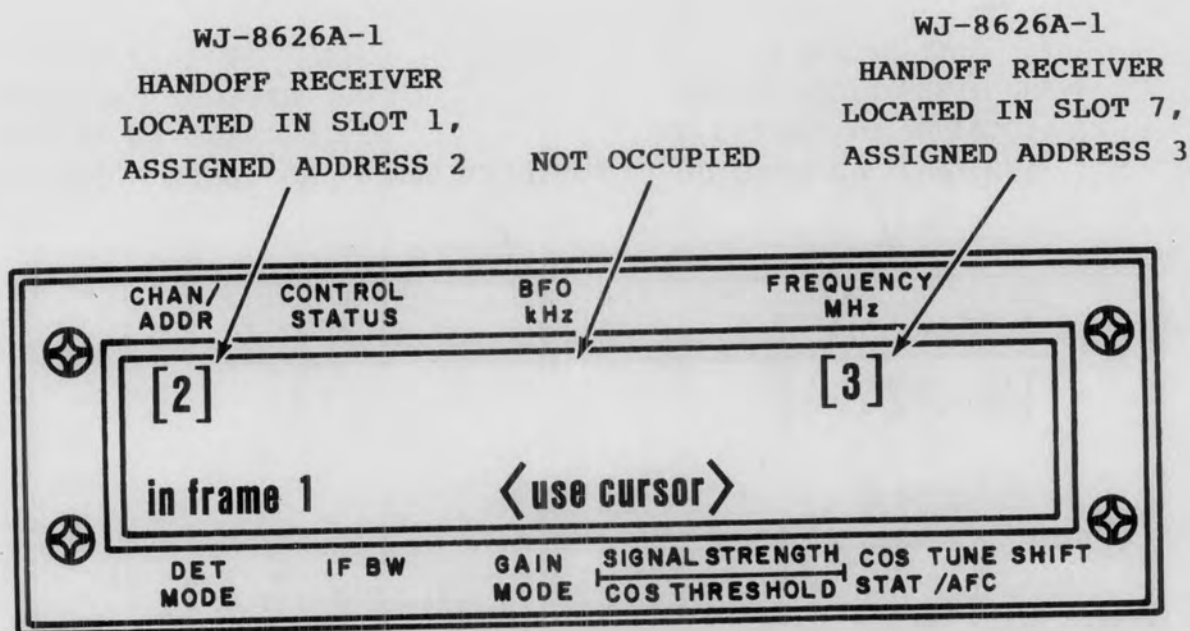 WJ-8626A-1
HANDOFF RECEIVER
LOCATED IN SLOT 1,
ASSIGNED ADDRESS 2
NOT OCCUPIED
WJ-8626A-1
HANDOFF RECEIVER
LOCATED IN SLOT 7,
ASSIGNED ADDRESS 3
CHAN/
ADDR
CONTROL
STATUS
BFO
kHz
FREQUENCY
MHz
[2]
[3]
in frame 1
<use cursor>
DET
MODE
IF BW
GAIN
MODE
SIGNAL STRENGTH
COS THRESHOLD
COS TUNE SHIFT
STAT /AFC